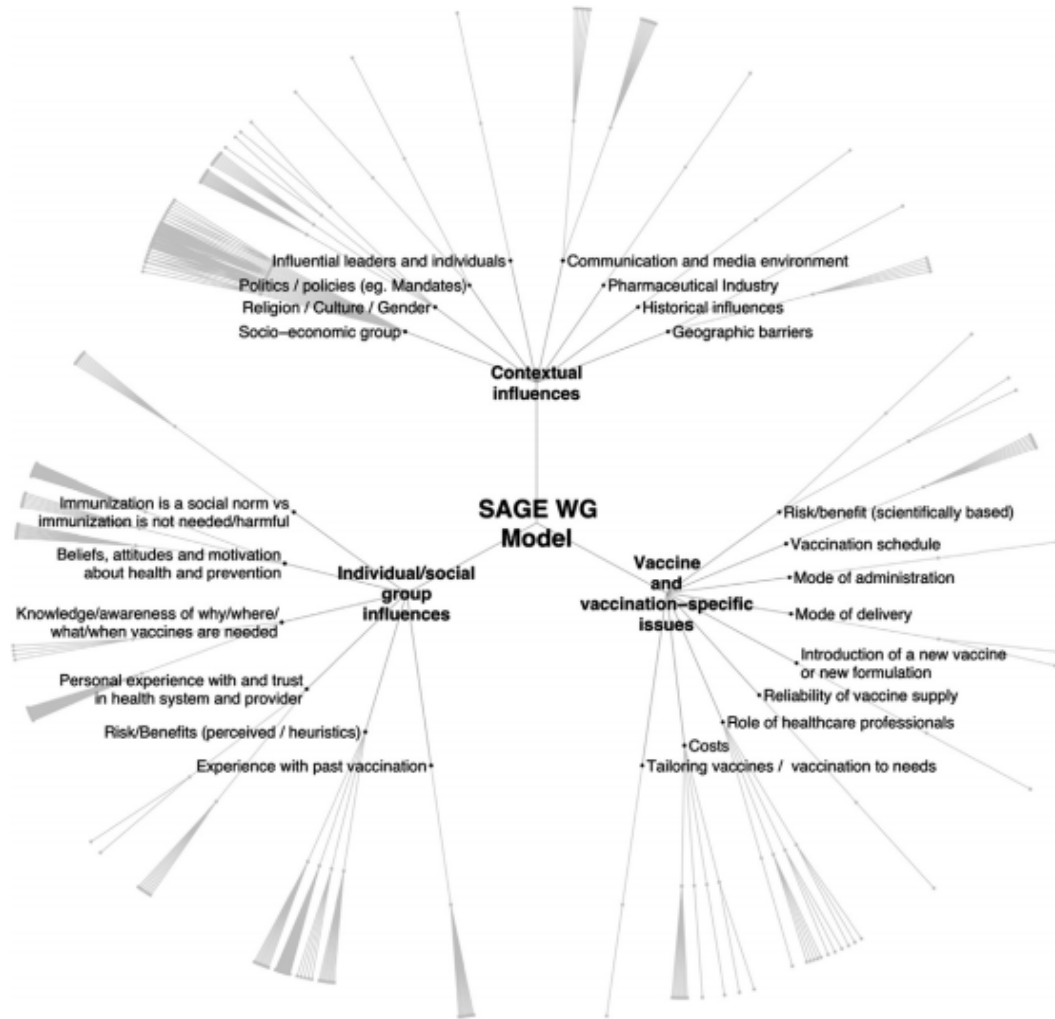 Influential leaders and individuals
Politics / policies (eg. Mandates)
Religion / Culture / Gender
Socio-economic group
Communication and media environment
Pharmaceutical Industry
Historical influences
Geographic barriers
Contextual
influences
SAGE WG
Model
Immunization is a social norm vs
immunization is not needed/harmful
Beliefs, attitudes and motivation
about health and prevention
Knowledge/awareness of why/where/
what/when vaccines are needed
Personal experience with and trust
in health system and provider
Risk/Benefits (perceived / heuristics)
Experience with past vaccination
Individual/social
group
influences
Vaccine
and
vaccination-specific
issues
Risk/benefit (scientifically based)
Vaccination schedule
Mode of administration
Mode of delivery
Introduction of a new vaccine
or new formulation
Reliability of vaccine supply
Role of healthcare professionals
Costs
Tailoring vaccines / vaccination to needs